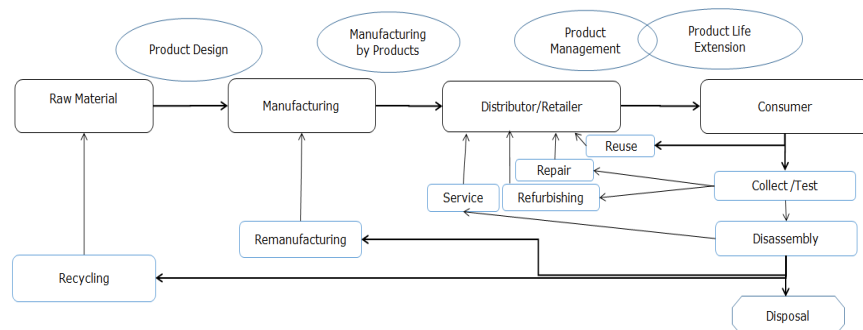 Product Design
Manufacturing
by Products
Product
Management
Product Life
Extension
Raw Material
Manufacturing
Distributor/Retailer
Consumer
Reuse
Repair
Collect /Test
Service
Refurbishing
Remanufacturing
Disassembly
Recycling
Disposal